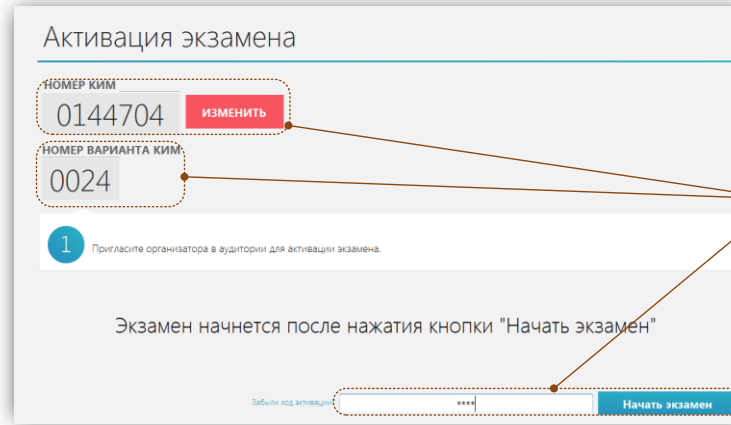 Активация экзамена
НОМЕР КИМ
0144704 ИЗМЕНИТЬ
НОМЕР ВАРИАНТА КИМ
0024
1 Пригласите организатора в аудитории для активации экзамена.
Экзамен начнется после нажатия кнопки "Начать экзамен"
Забыли код активации **** Начать экзамен